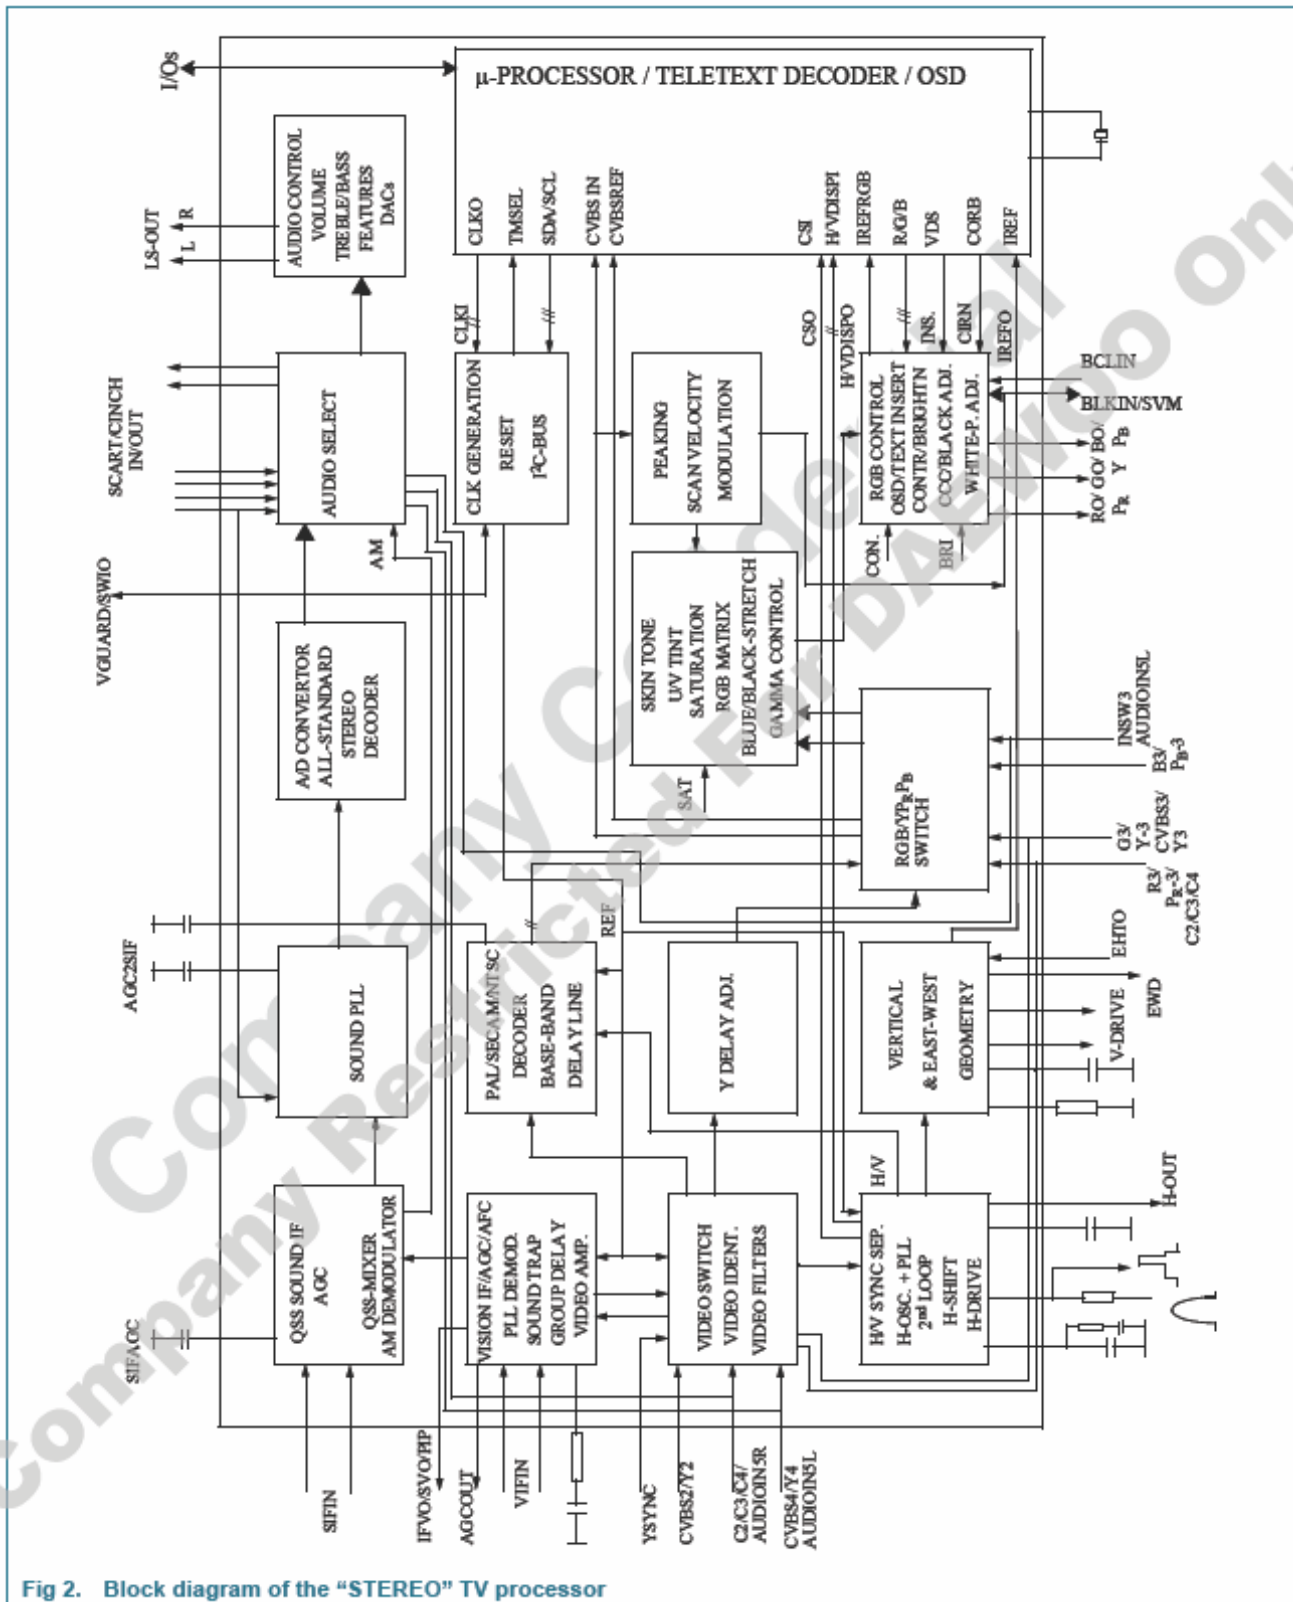 I/Os
μ-PROCESSOR / TELETEXT DECODER / OSD
LS-OUT
L R
AUDIO CONTROL
VOLUME
TREBLE/BASS
FEATURES
DACs
CLKO
TMSEL
SDA/SCL
CVBS IN
CVBSREF
CSI
H/VDISPI
IREFRGB
R/G/B
VDS
CORB
IREF
CLKI
CSO
H/VDISPO
INS.
CIRN
IREFO
SCART/CINCH
IN/OUT
AUDIO SELECT
AM
CLK GENERATION
RESET
I²C-BUS
PEAKING
SCAN VELOCITY
MODULATION
RGB CONTROL
OSD/TEXT INSERT
CONTR/BRIGHTN
CCC/BLACK ADJ.
WHITE-P. ADJ.
CON.
BRI
BCLIN
BLKIN/SVM
RO/ GO/ BO/
PR Y PB
VGUARD/SWIO
A/D CONVERTOR
ALL-STANDARD
STEREO
DECODER
SKIN TONE
U/V TINT
SATURATION
RGB MATRIX
BLUE/BLACK-STRETCH
GAMMA CONTROL
SAT
RGB/YPRPB
SWITCH
INSW3
AUDIOIN5L
B3/
PB-3
G3/
Y-3
CVBS3/
Y3
R3/
PR-3/
C2/C3/C4
AGC2SIF
SOUND PLL
PAL/SECAM/NTSC
DECODER
BASE-BAND
DELAY LINE
REF
Y DELAY ADJ.
VERTICAL
& EAST-WEST
GEOMETRY
EHTO
EWD
V-DRIVE
SIFAGC
QSS SOUND IF
AGC
QSS-MIXER
AM DEMODULATOR
VISION IF/AGC/AFC
PLL DEMOD.
SOUND TRAP
GROUP DELAY
VIDEO AMP.
VIDEO SWITCH
VIDEO IDENT.
VIDEO FILTERS
H/V
H/V SYNC SEP.
H-OSC. + PLL
2nd LOOP
H-SHIFT
H-DRIVE
H-OUT
SIFIN
IFVO/SVO/PIP
AGCOUT
VIFIN
YSYNC
CVBS2/Y2
C2/C3/C4/
AUDIOIN5R
CVBS4/Y4
AUDIOIN5L
Company Confidential
Company Restricted For DAEWOO Onl
Fig 2. Block diagram of the “STEREO” TV processor